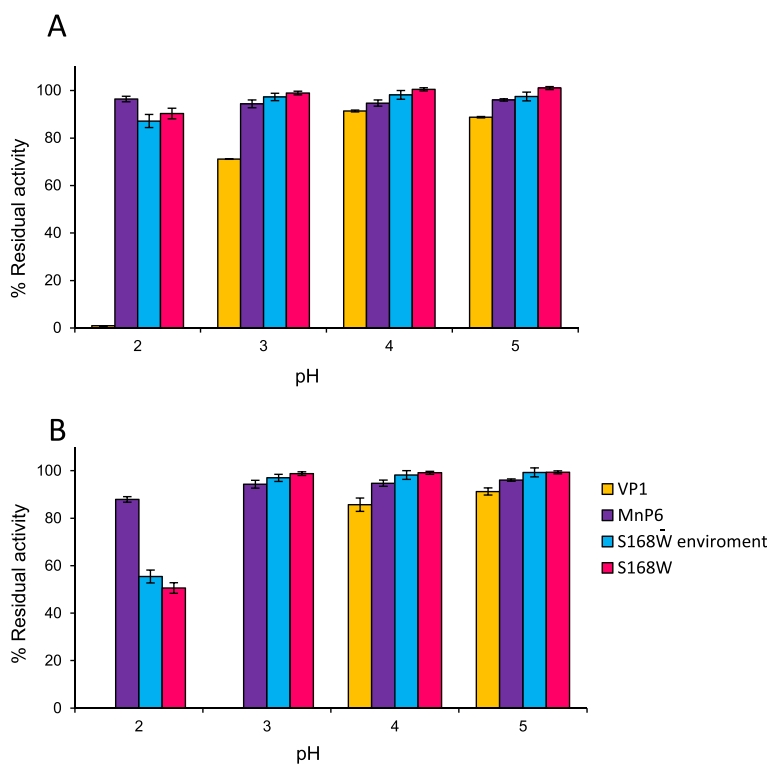 A
100
80
60
40
20
0
% Residual activity
2 3 4 5
pH
B
100
80
60
40
20
0
% Residual activity
2 3 4 5
pH
VP1
MnP6
S168W̄ enviroment
S168W